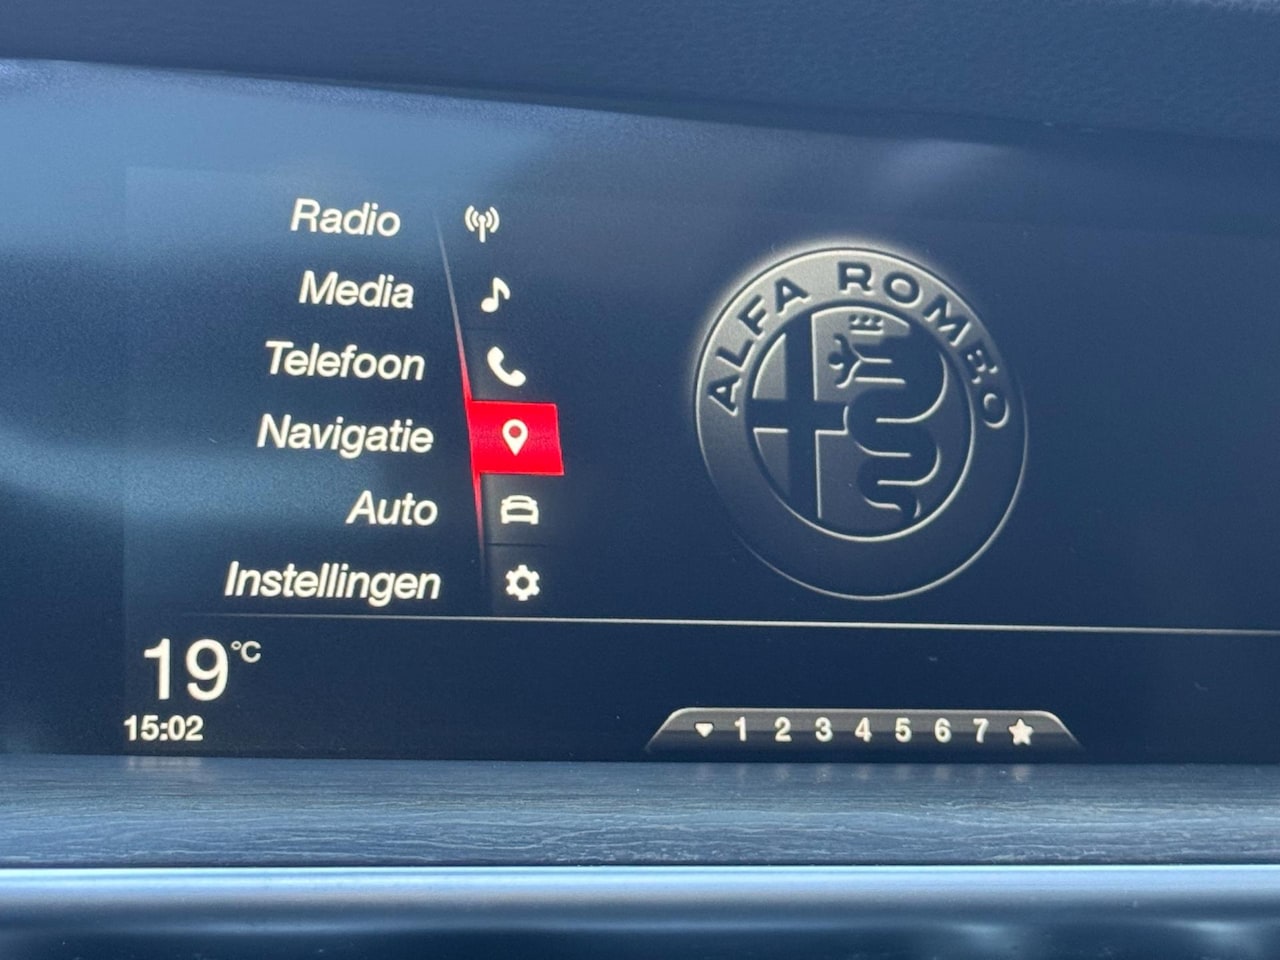 Radio
Media
Telefoon
Navigatie
Auto
Instellingen
ALFA ROMEO
19 °C
15:02
1 2 3 4 5 6 7